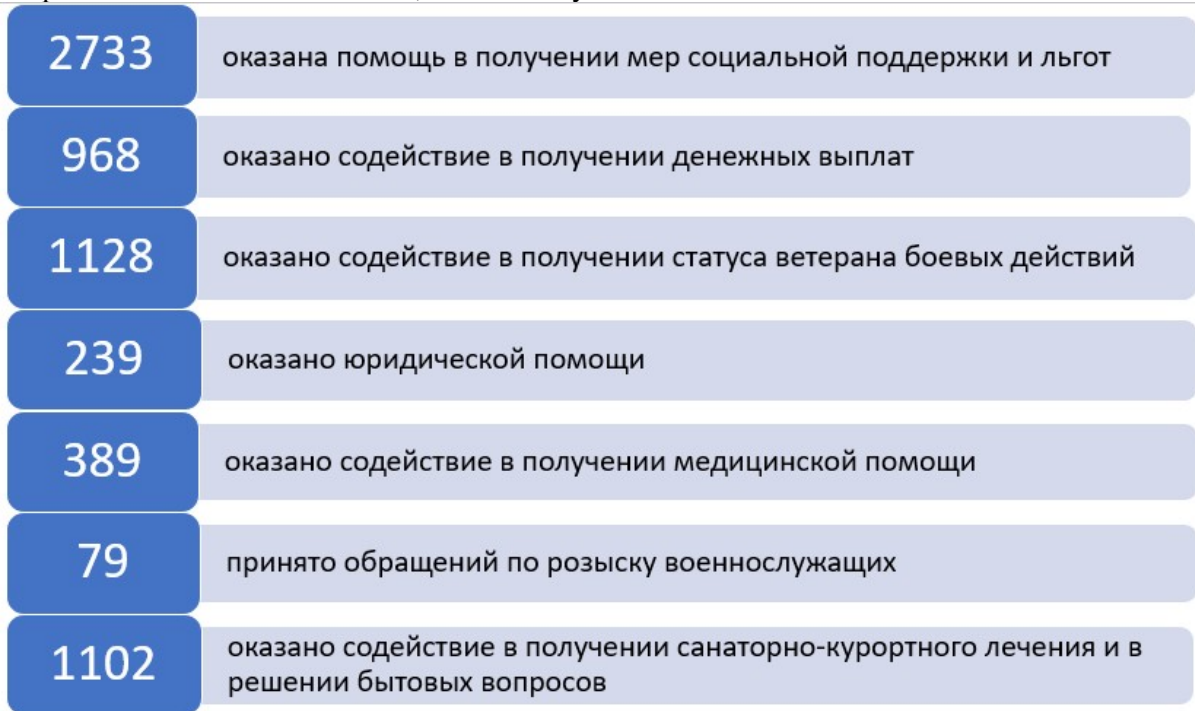 2733
оказана помощь в получении мер социальной поддержки и льгот
968
оказано содействие в получении денежных выплат
1128
оказано содействие в получении статуса ветерана боевых действий
239
оказано юридической помощи
389
оказано содействие в получении медицинской помощи
79
принято обращений по розыску военнослужащих
1102
оказано содействие в получении санаторно-курортного лечения и в
решении бытовых вопросов